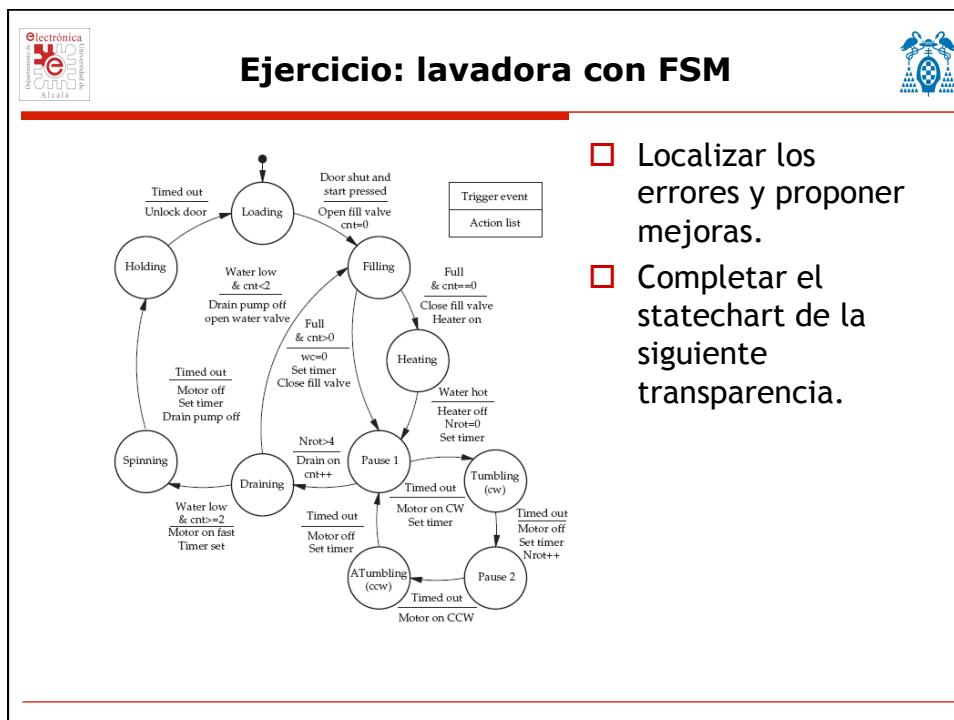 electrónica
Departamento de
Universidad de
Alcalá
Ejercicio: lavadora con FSM
Localizar los
errores y proponer
mejoras.
Completar el
statechart de la
siguiente
transparencia.
Timed out
Unlock door
Loading
Door shut and
start pressed
Open fill valve
cnt=0
Trigger event
Action list
Holding
Filling
Water low
& cnt<2
Drain pump off
open water valve
Full
& cnt==0
Close fill valve
Heater on
Full
& cnt>0
wc=0
Set timer
Close fill valve
Heating
Timed out
Motor off
Set timer
Drain pump off
Water hot
Heater off
Nrot=0
Set timer
Spinning
Draining
Nrot>4
Drain on
cnt++
Pause 1
Tumbling
(cw)
Timed out
Motor on CW
Set timer
Water low
& cnt>=2
Motor on fast
Timer set
Timed out
Motor off
Set timer
Timed out
Motor off
Set timer
Nrot++
ATumbling
(ccw)
Pause 2
Timed out
Motor on CCW